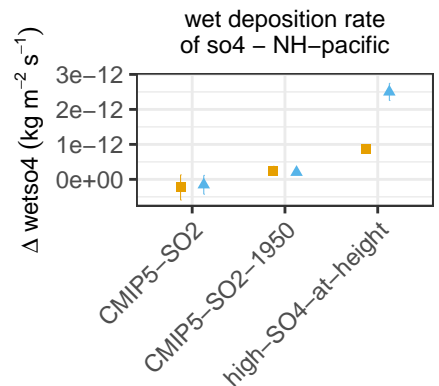 wet deposition rate
of so4 − NH−pacific
Δ wetso4 (kg m⁻² s⁻¹)
3e−12
2e−12
1e−12
0e+00
CMIP5−SO2
CMIP5−SO2−1950
high−SO4−at−height